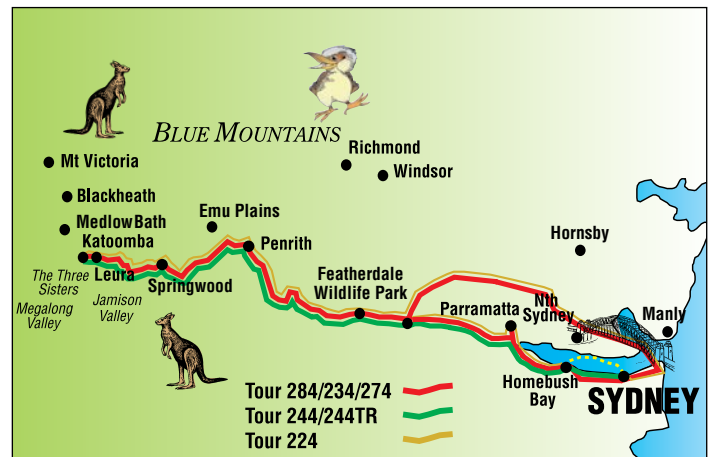 BLUE MOUNTAINS
Richmond
Windsor
Mt Victoria
Blackheath
Medlow Bath
Katoomba
Emu Plains
Penrith
Hornsby
The Three
Sisters
Leura
Springwood
Megalong
Valley
Jamison
Valley
Featherdale
Wildlife Park
Parramatta
Nth
Sydney
Manly
Homebush
Bay
SYDNEY
Tour 284/234/274
Tour 244/244TR
Tour 224